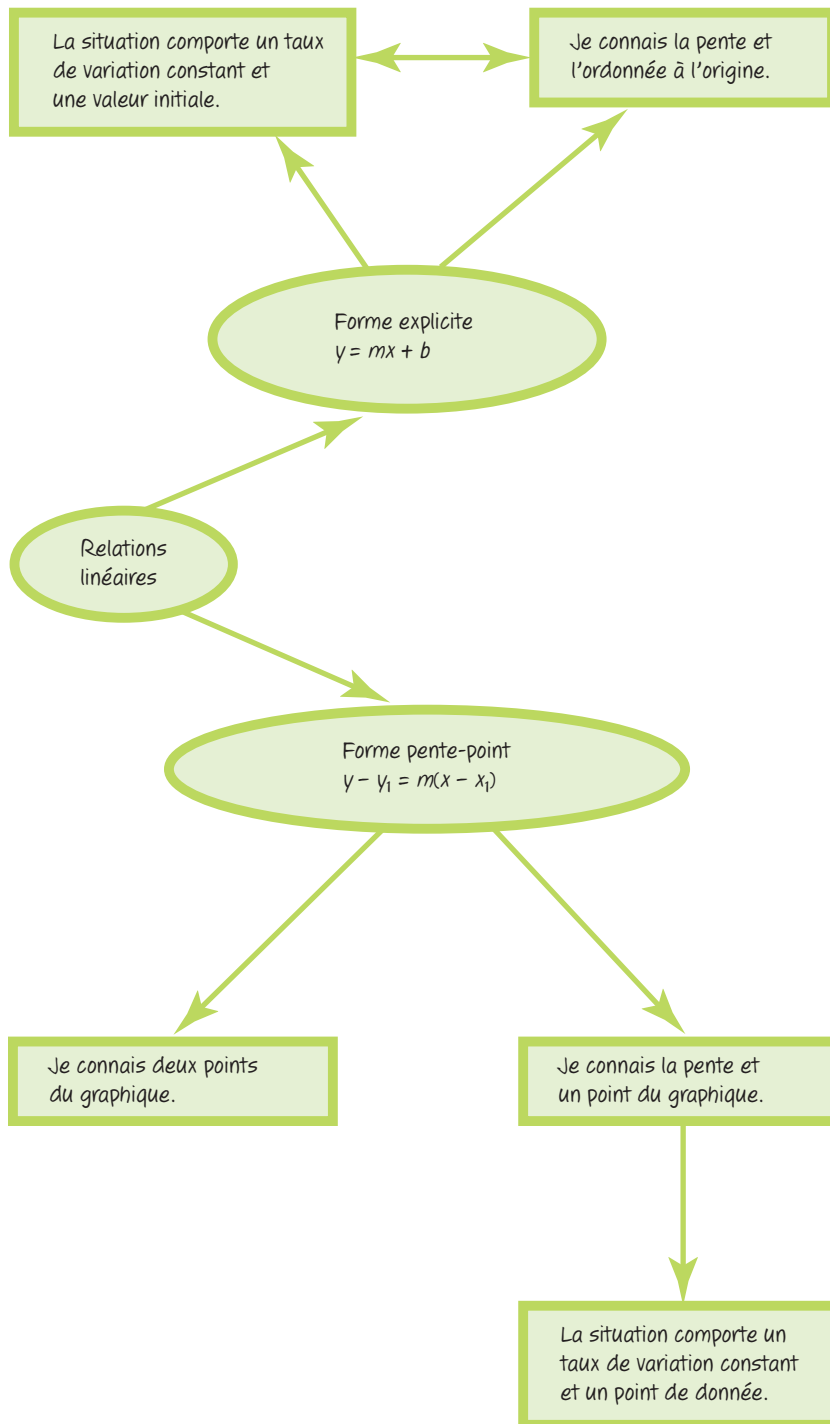 La situation comporte un taux
de variation constant et
une valeur initiale.
Je connais la pente et
l'ordonnée à l'origine.
Forme explicite
y = mx + b
Relations
linéaires
Forme pente-point
y – y₁ = m(x – x₁)
Je connais deux points
du graphique.
Je connais la pente et
un point du graphique.
La situation comporte un
taux de variation constant
et un point de donnée.